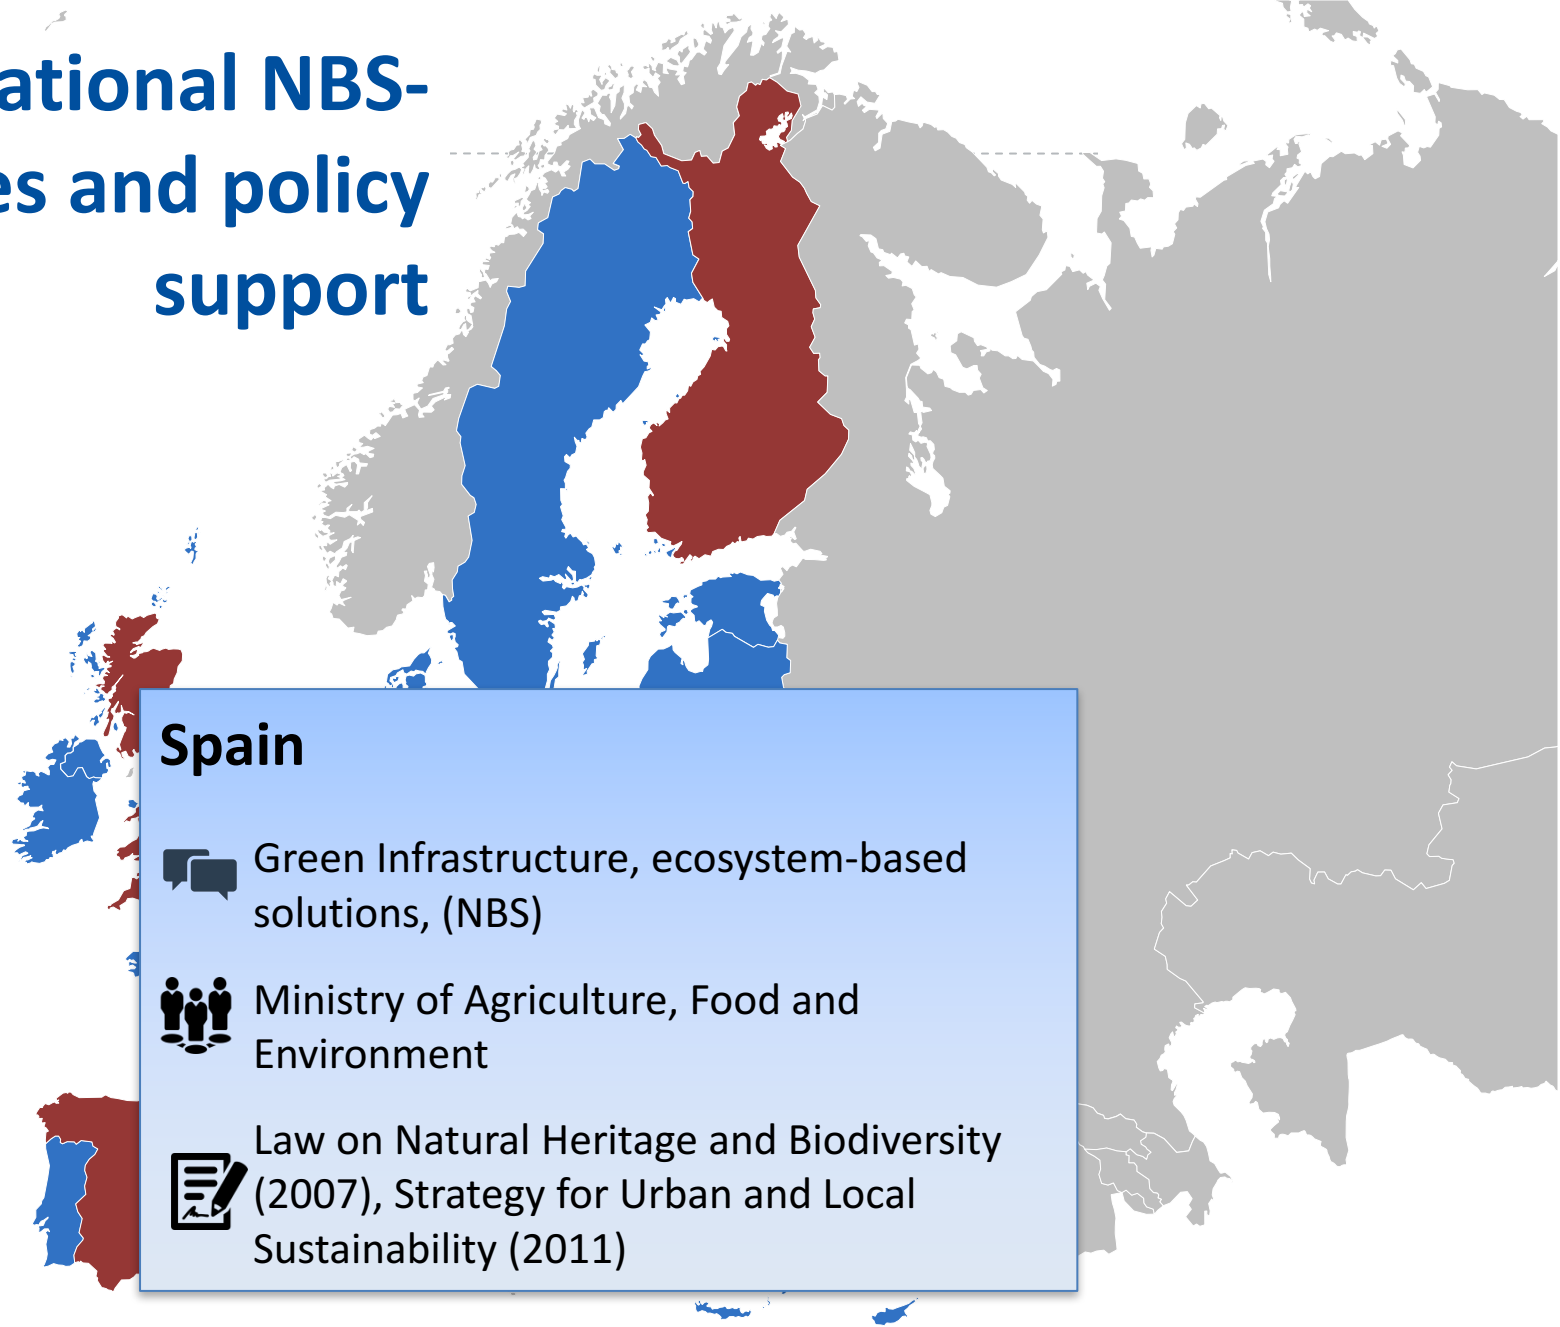 ational NBS-
es and policy
support
Spain
Green Infrastructure, ecosystem-based
solutions, (NBS)
Ministry of Agriculture, Food and
Environment
Law on Natural Heritage and Biodiversity
(2007), Strategy for Urban and Local
Sustainability (2011)